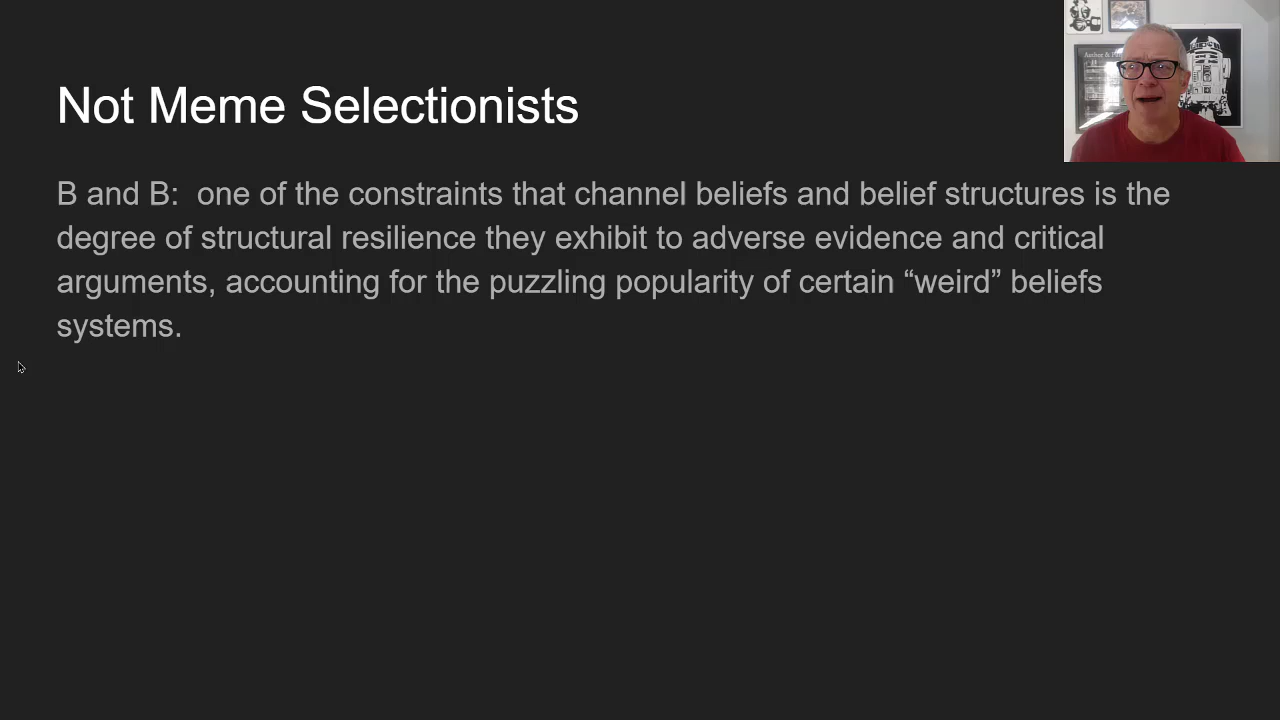 Not Meme Selectionists
B and B:  one of the constraints that channel beliefs and belief structures is the
degree of structural resilience they exhibit to adverse evidence and critical
arguments, accounting for the puzzling popularity of certain “weird” beliefs
systems.